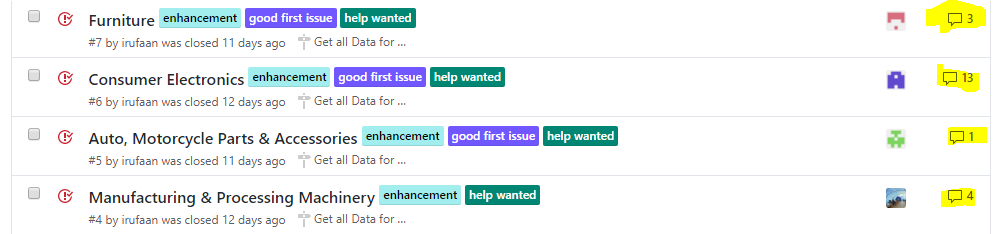 Furniture enhancement good first issue help wanted 3
#7 by irufaan was closed 11 days ago Get all Data for ...
Consumer Electronics enhancement good first issue help wanted 13
#6 by irufaan was closed 12 days ago Get all Data for ...
Auto, Motorcycle Parts & Accessories enhancement good first issue help wanted 1
#5 by irufaan was closed 11 days ago Get all Data for ...
Manufacturing & Processing Machinery enhancement help wanted 4
#4 by irufaan was closed 12 days ago Get all Data for ...